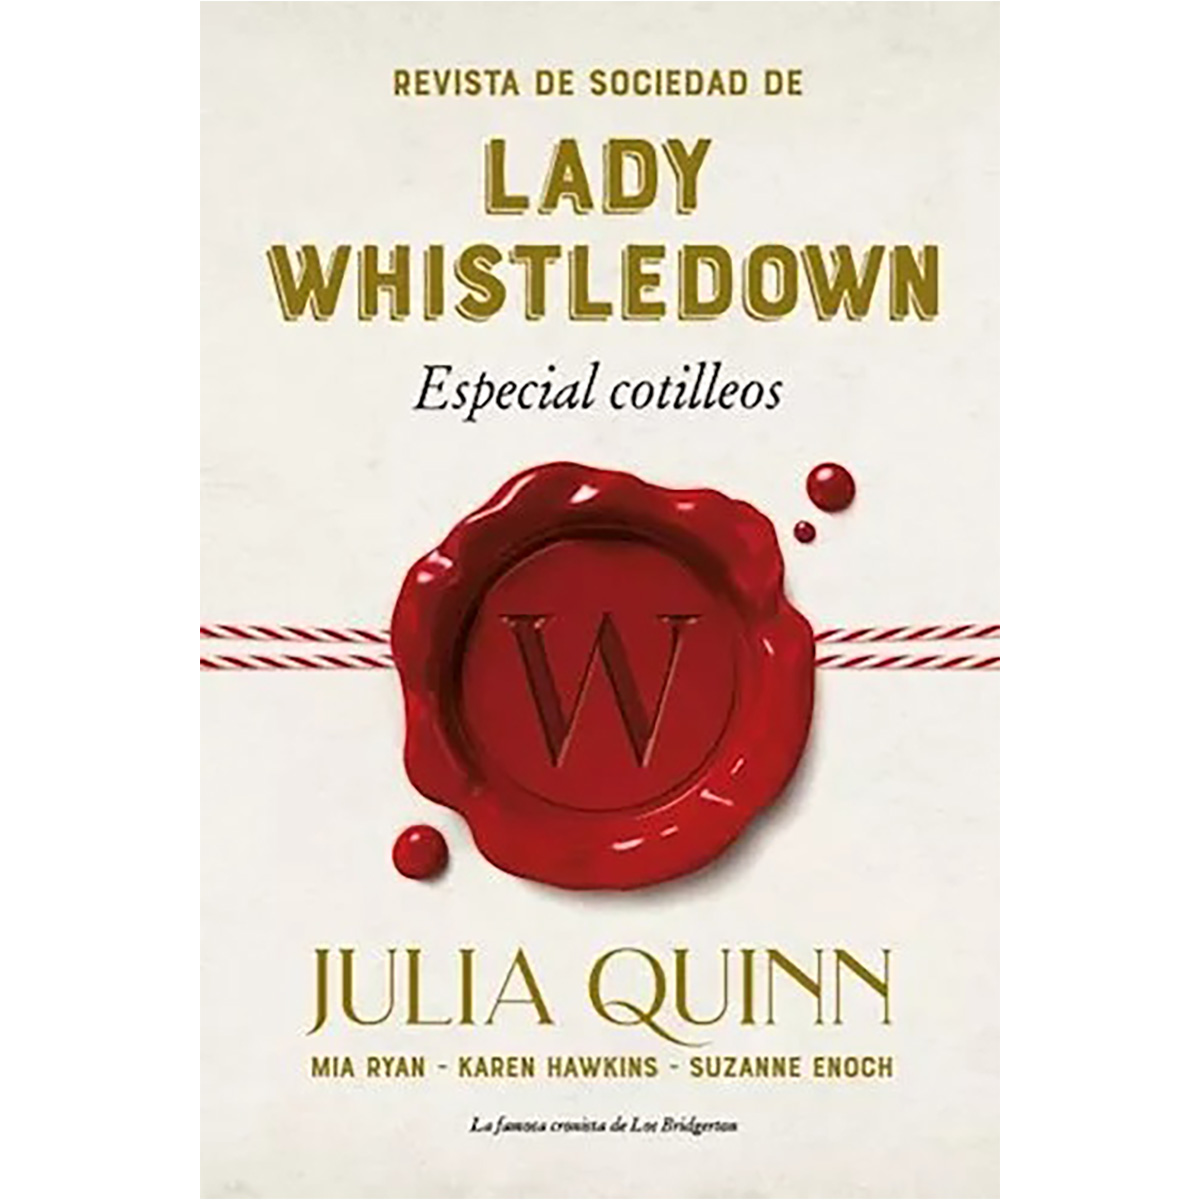 REVISTA DE SOCIEDAD DE
LADY
WHISTLEDOWN
Especial cotilleos
W
JULIA QUINN
MIA RYAN - KAREN HAWKINS - SUZANNE ENOCH
La famosa cronista de Los Bridgerton